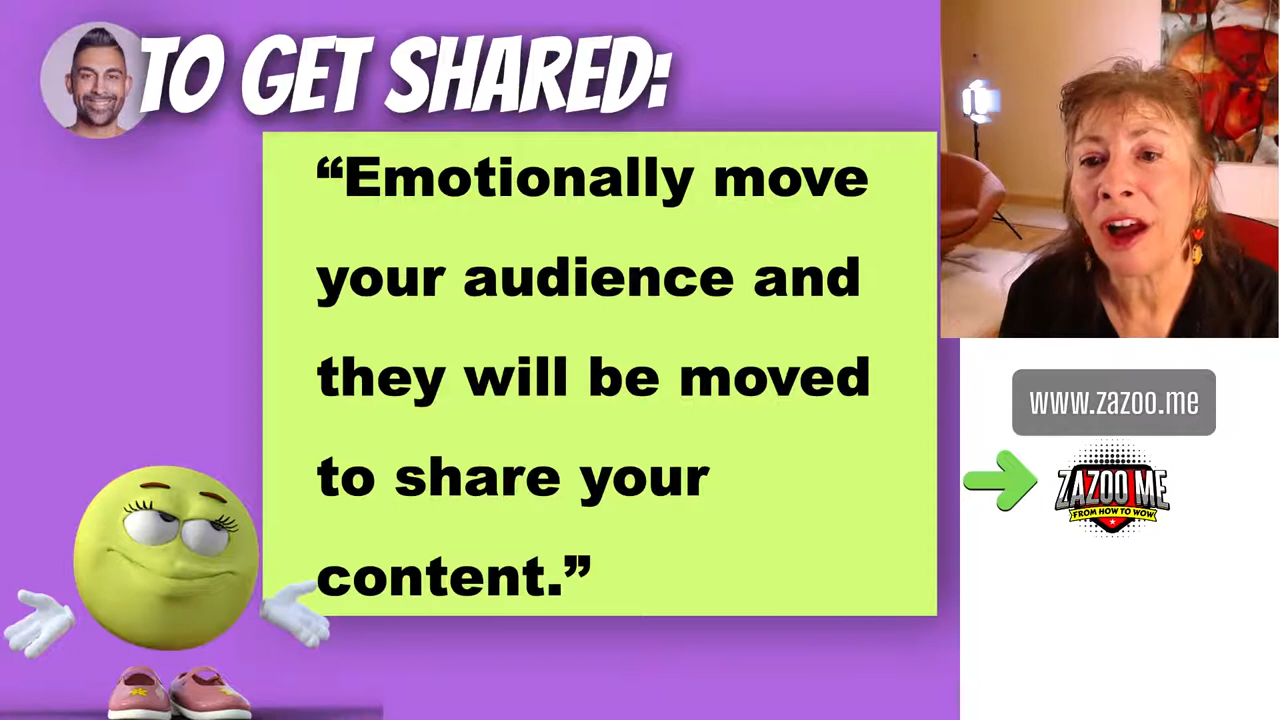 TO GET SHARED:
“Emotionally move
your audience and
they will be moved
to share your
content.”
www.zazoo.me
ZAZOO ME
FROM HOW TO WOW